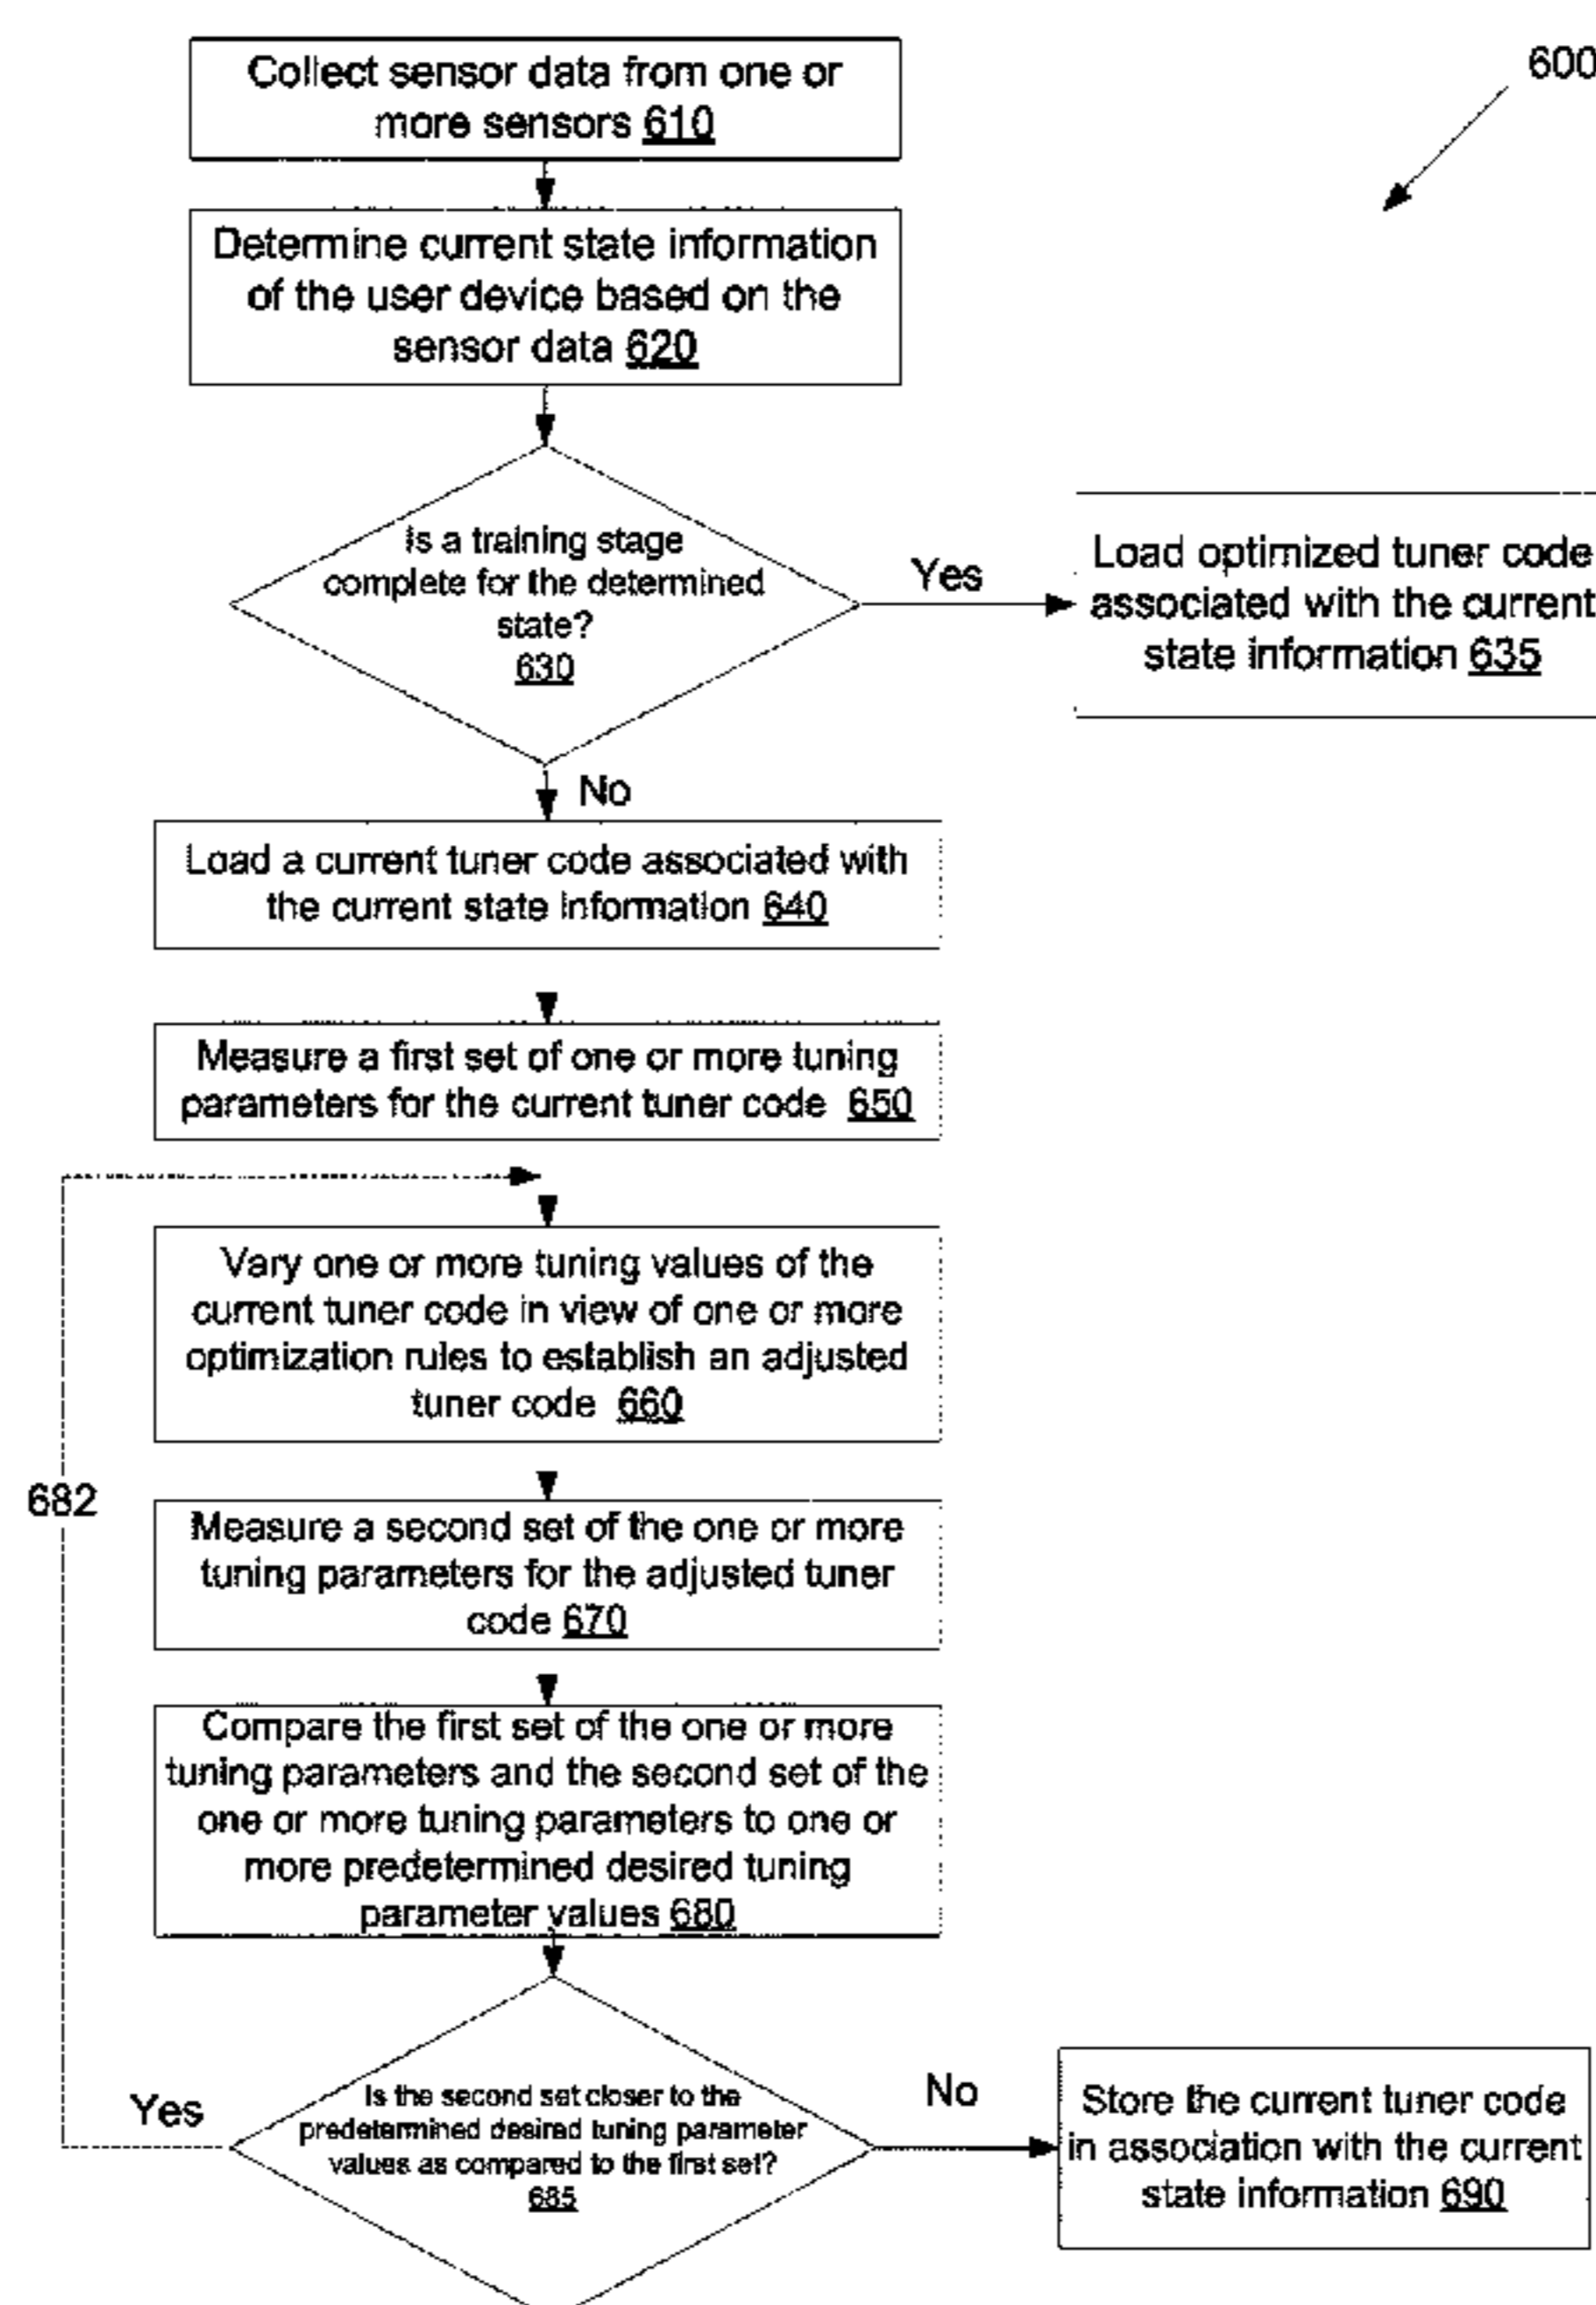 Collect sensor data from one or
more sensors 610
600
Determine current state information
of the user device based on the
sensor data 620
Is a training stage
complete for the determined
state?
630
Yes
Load optimized tuner code
associated with the current
state information 635
No
Load a current tuner code associated with
the current state information 640
Measure a first set of one or more tuning
parameters for the current tuner code 650
Vary one or more tuning values of the
current tuner code in view of one or more
optimization rules to establish an adjusted
tuner code 660
682
Measure a second set of the one or more
tuning parameters for the adjusted tuner
code 670
Compare the first set of the one or more
tuning parameters and the second set of the
one or more tuning parameters to one or
more predetermined desired tuning
parameter values 680
Yes
Is the second set closer to the
predetermined desired tuning parameter
values as compared to the first set?
685
No
Store the current tuner code
in association with the current
state information 690